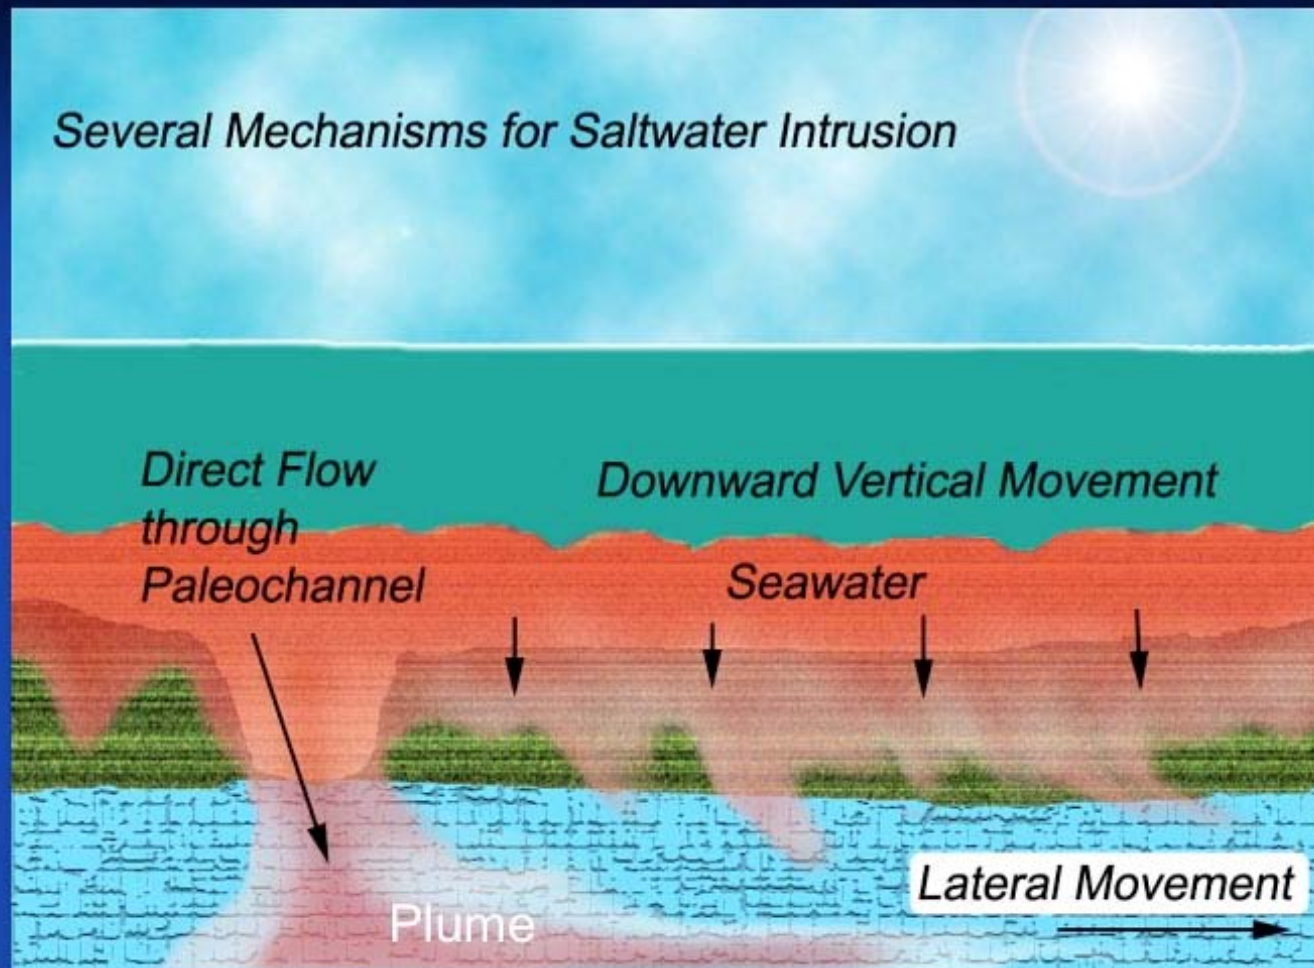 Several Mechanisms for Saltwater Intrusion
Direct Flow
through
Paleochannel
Downward Vertical Movement
Seawater
Lateral Movement
Plume